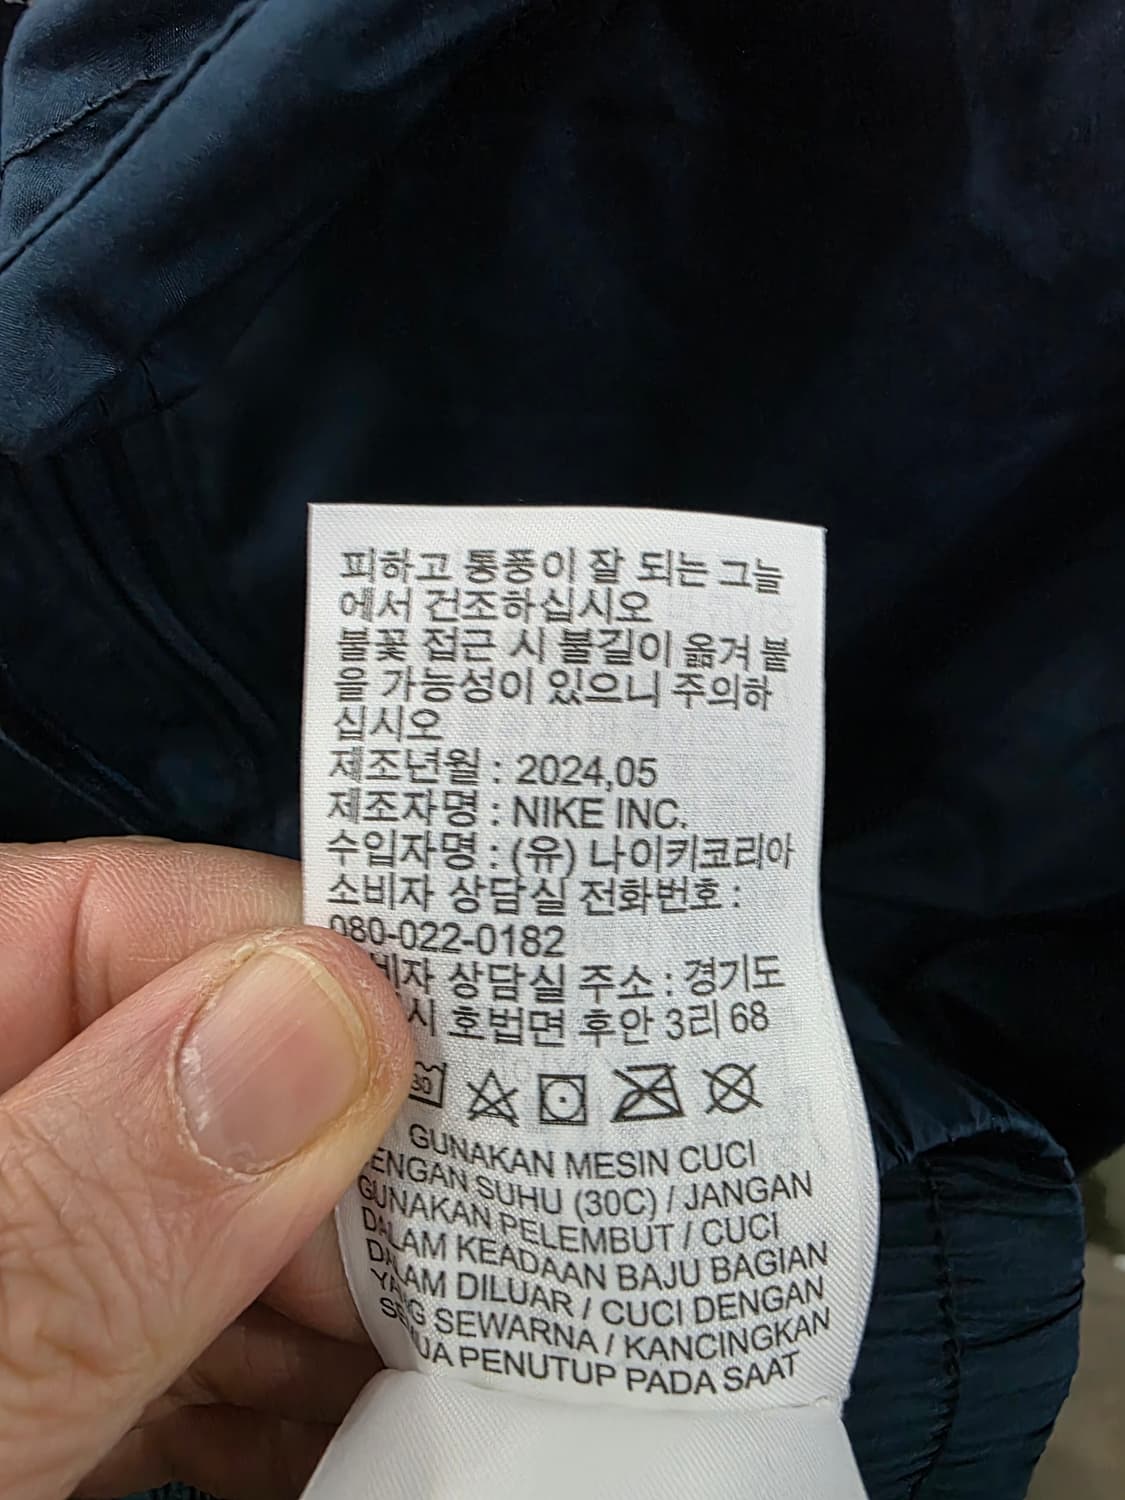 피하고 통풍이 잘 되는 그늘
에서 건조하십시오
불꽃 접근 시 불길이 옮겨 붙
을 가능성이 있으니 주의하
십시오
제조년월 : 2024,05
제조자명 : NIKE INC.
수입자명 : (유) 나이키코리아
소비자 상담실 전화번호 :
080-022-0182
비자 상담실 주소 : 경기도
시 호법면 후안 3리 68
30
GUNAKAN MESIN CUCI
ENGAN SUHU (30C) / JANGAN
GUNAKAN PELEMBUT / CUCI
DALAM KEADAAN BAJU BAGIAN
DALAM DILUAR / CUCI DENGAN
YANG SEWARNA / KANCINGKAN
SEMUA PENUTUP PADA SAAT